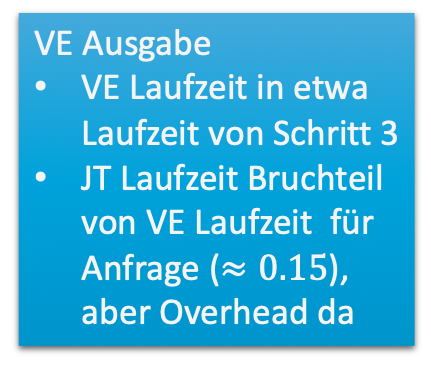 VE Ausgabe
• VE Laufzeit in etwa
Laufzeit von Schritt 3
• JT Laufzeit Bruchteil
von VE Laufzeit für
Anfrage (≈ 0.15),
aber Overhead da